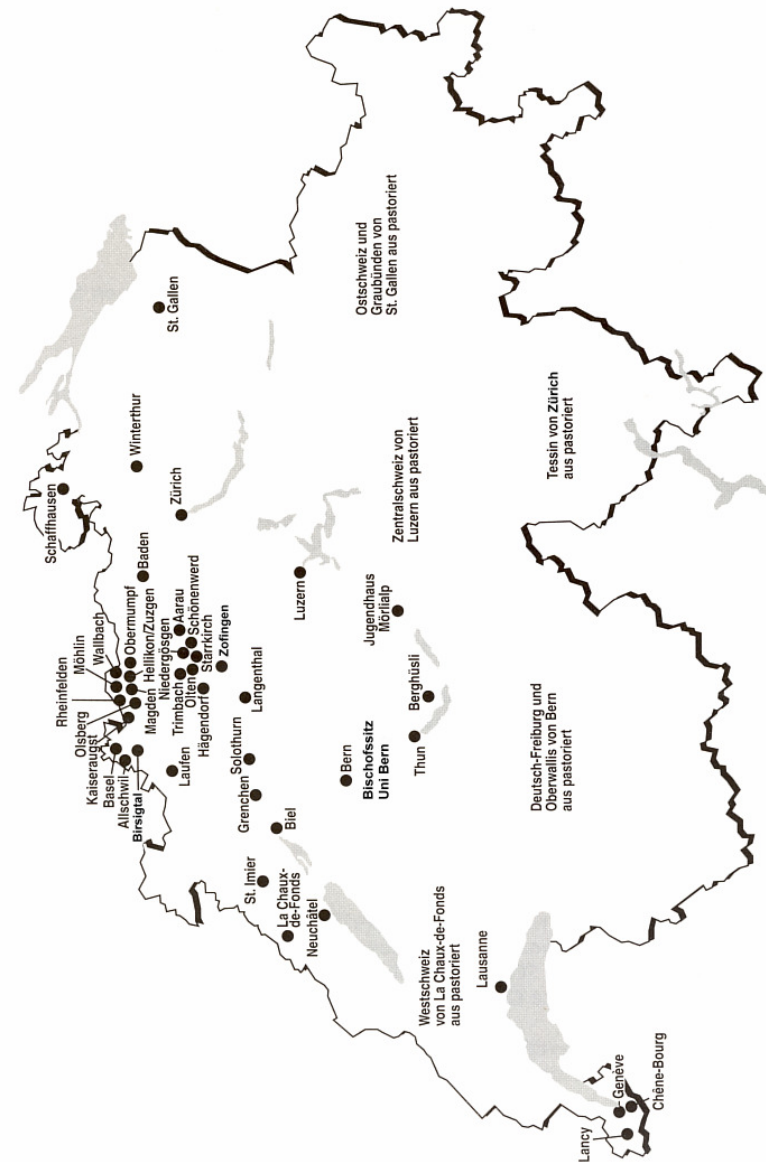 Schaffhausen
Winterthur
St. Gallen
Zürich
Baden
Rheinfelden
Möhlin
Wallbach
Obermumpf
Hellikon/Zuzgen
Olsberg
Magden
Kaiseraugst
Basel
Allschwil
Birsigtal
Laufen
Niedergösgen
Aarau
Schönenwerd
Trimbach
Olten
Starrkirch
Hägendorf
Zofingen
Langenthal
Solothurn
Grenchen
Biel
St. Imier
La Chaux-
de-Fonds
Neuchâtel
Luzern
Bern
Bischofssitz
Uni Bern
Jugendhaus
Mörlialp
Berghüsli
Thun
Ostschweiz und
Graubünden von
St. Gallen aus pastoriert
Zentralschweiz von
Luzern aus pastoriert
Tessin von Zürich
aus pastoriert
Deutsch-Freiburg und
Oberwallis von Bern
aus pastoriert
Westschweiz
von La Chaux-de-Fonds
aus pastoriert
Lausanne
Genève
Chêne-Bourg
Lancy